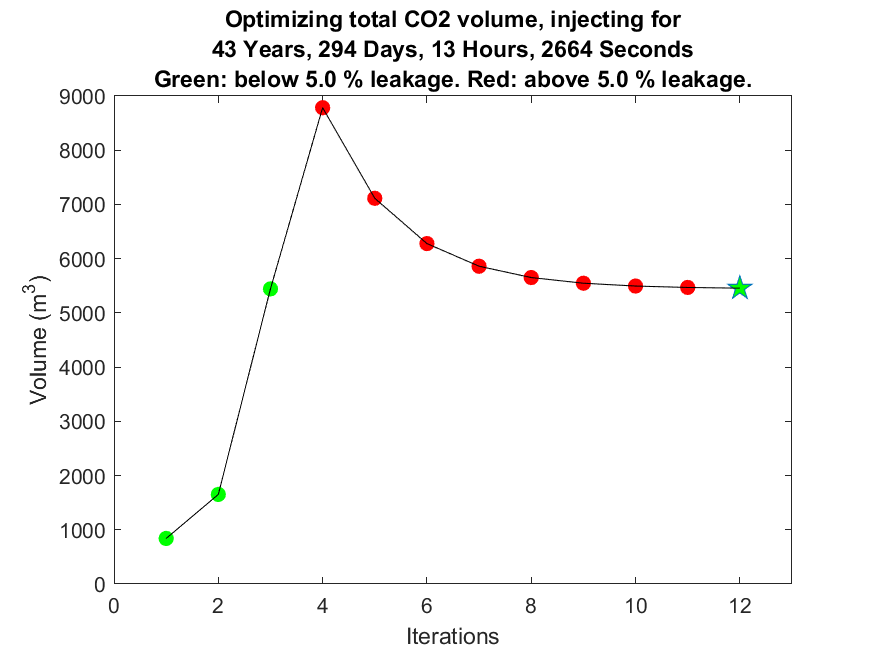 Optimizing total CO2 volume, injecting for
43 Years, 294 Days, 13 Hours, 2664 Seconds
Green: below 5.0 % leakage. Red: above 5.0 % leakage.
9000
8000
7000
6000
5000
4000
3000
2000
1000
0
Volume (m³)
0 2 4 6 8 10 12
Iterations